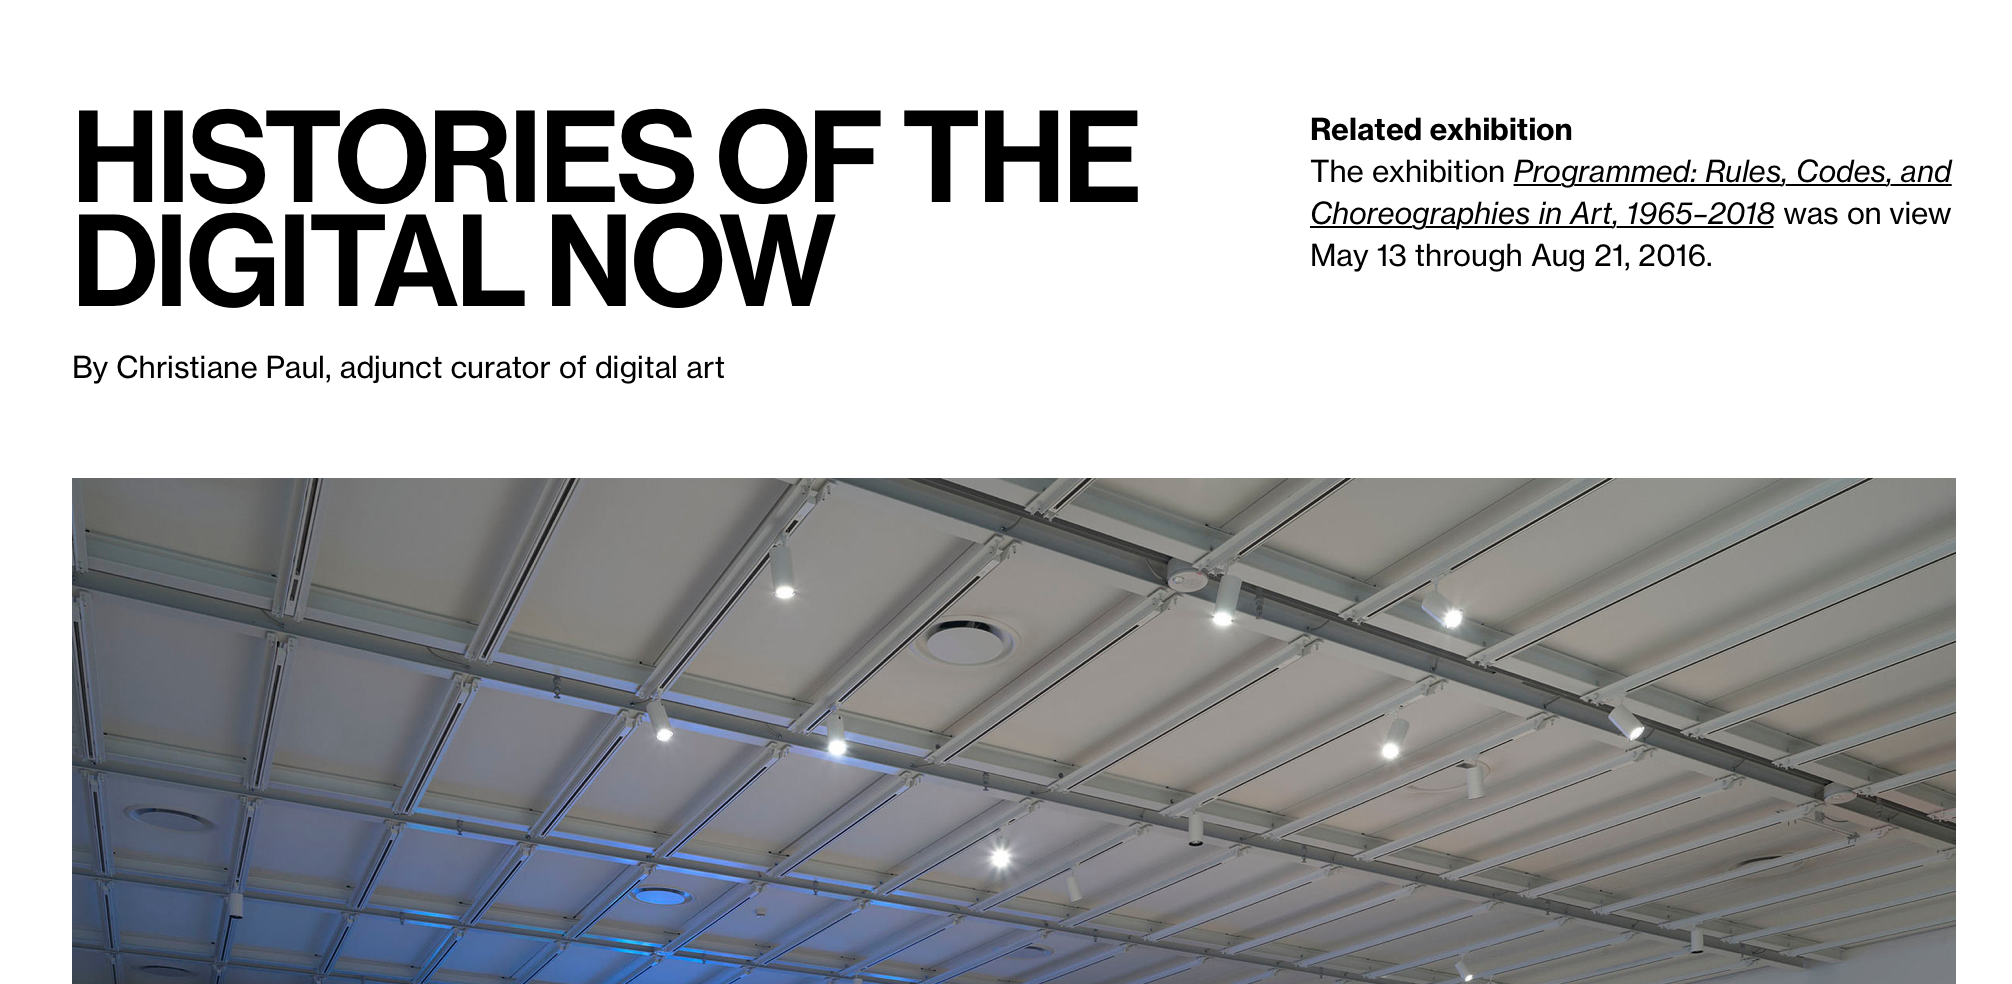 HISTORIES OF THE
DIGITAL NOW
By Christiane Paul, adjunct curator of digital art
Related exhibition
The exhibition Programmed: Rules, Codes, and
Choreographies in Art, 1965–2018 was on view
May 13 through Aug 21, 2016.